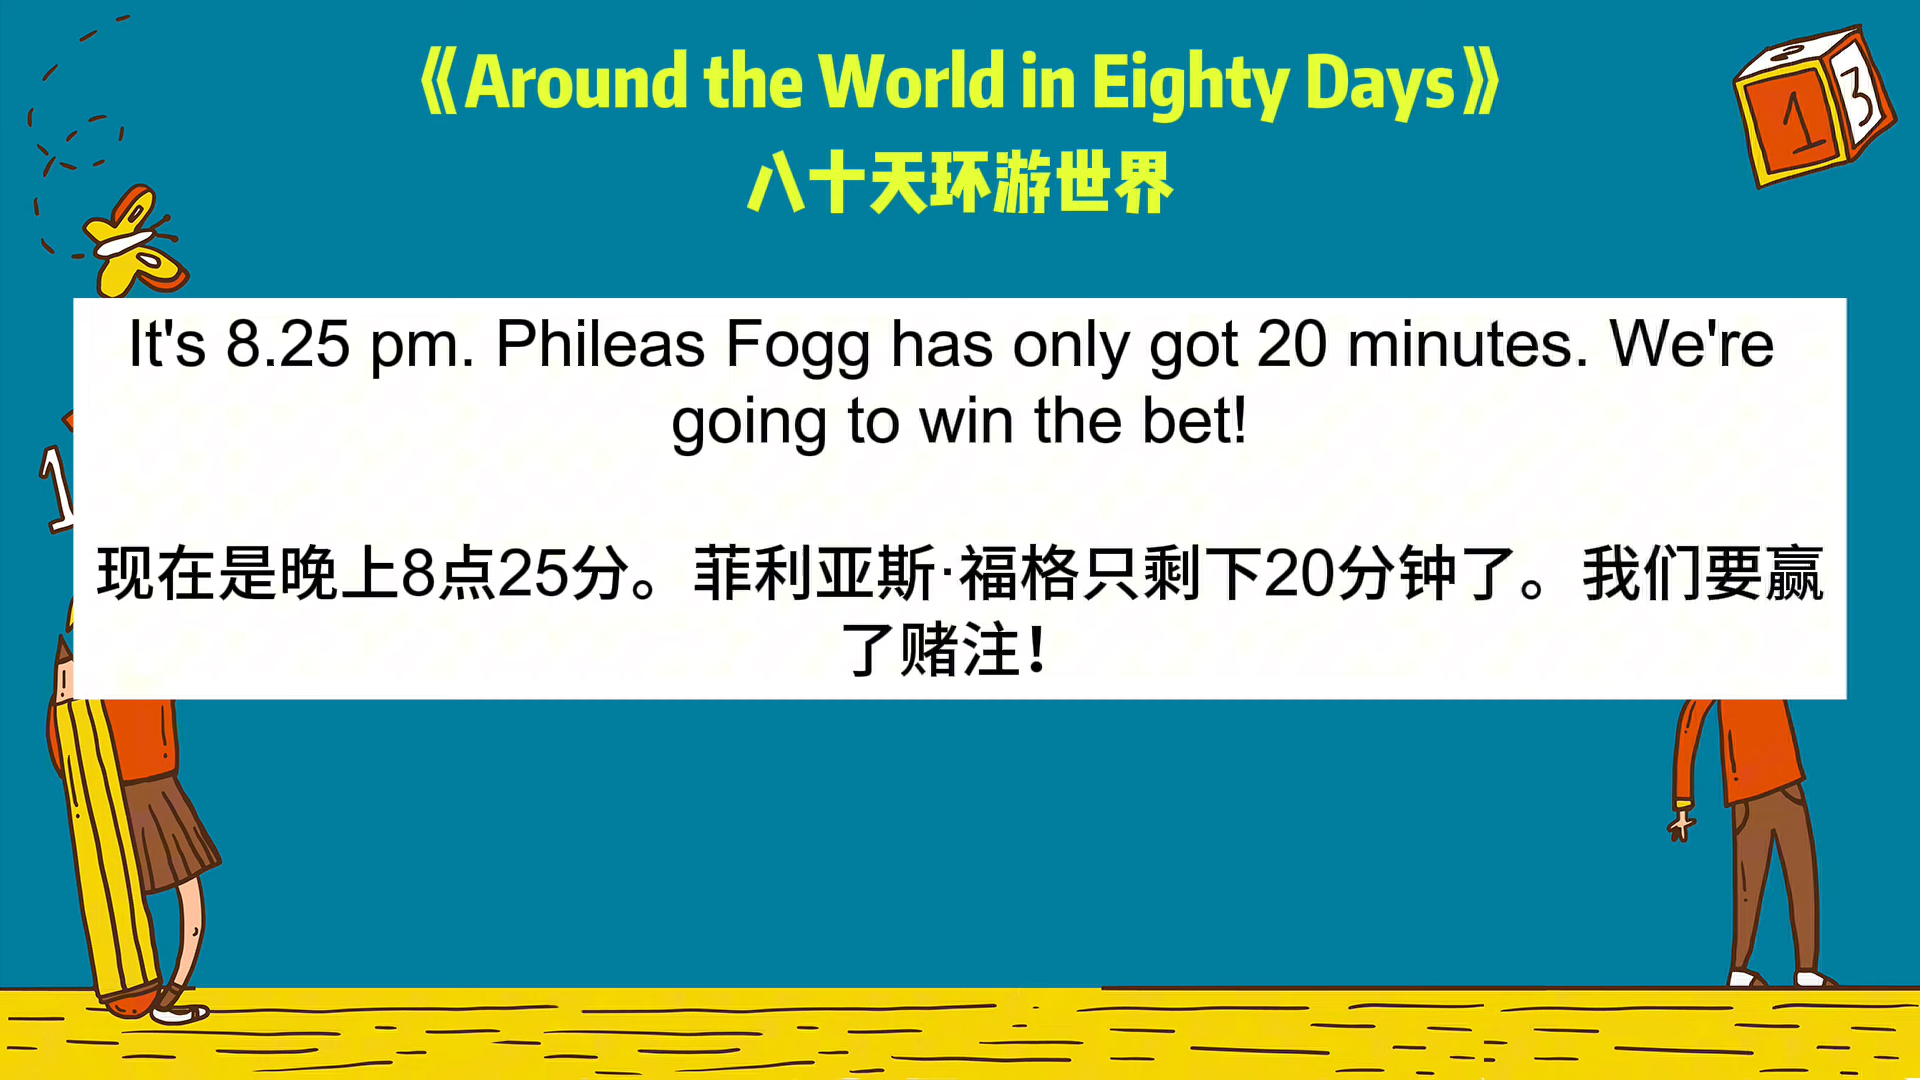 《Around the World in Eighty Days》
八十天环游世界
1 3
It's 8.25 pm. Phileas Fogg has only got 20 minutes. We're
going to win the bet!
1
现在是晚上8点25分。菲利亚斯·福格只剩下20分钟了。我们要赢
了赌注！